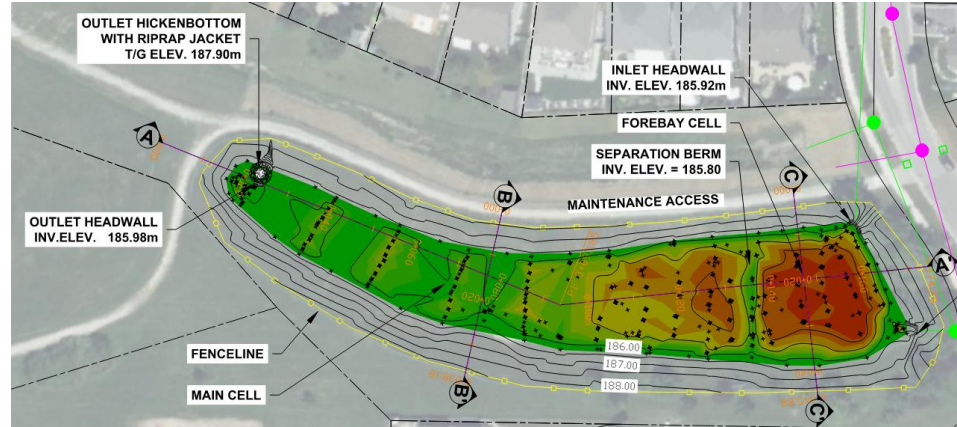 OUTLET HICKENBOTTOM
WITH RIPRAP JACKET
T/G ELEV. 187.90m
INLET HEADWALL
INV. ELEV. 185.92m
FOREBAY CELL
SEPARATION BERM
INV. ELEV. = 185.80
MAINTENANCE ACCESS
A
B
C
A'
OUTLET HEADWALL
INV.ELEV. 185.98m
FENCELINE
MAIN CELL
186.00
187.00
188.00
B'
C'